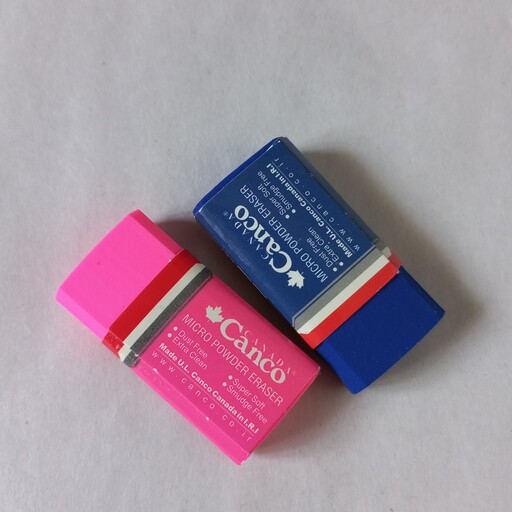 CANADA
Canco®
MICRO POWDER ERASER
• Dust Free
• Super Soft
• Extra Clean
• Smudge Free
Made U.L. Canco Canada in I.R.I
www.canco.ir
CANADA
Canco®
MICRO POWDER ERASER
• Dust Free
• Super Soft
• Extra Clean
• Smudge Free
Made U.L. Canco Canada in I.R.I
www.canco.ir